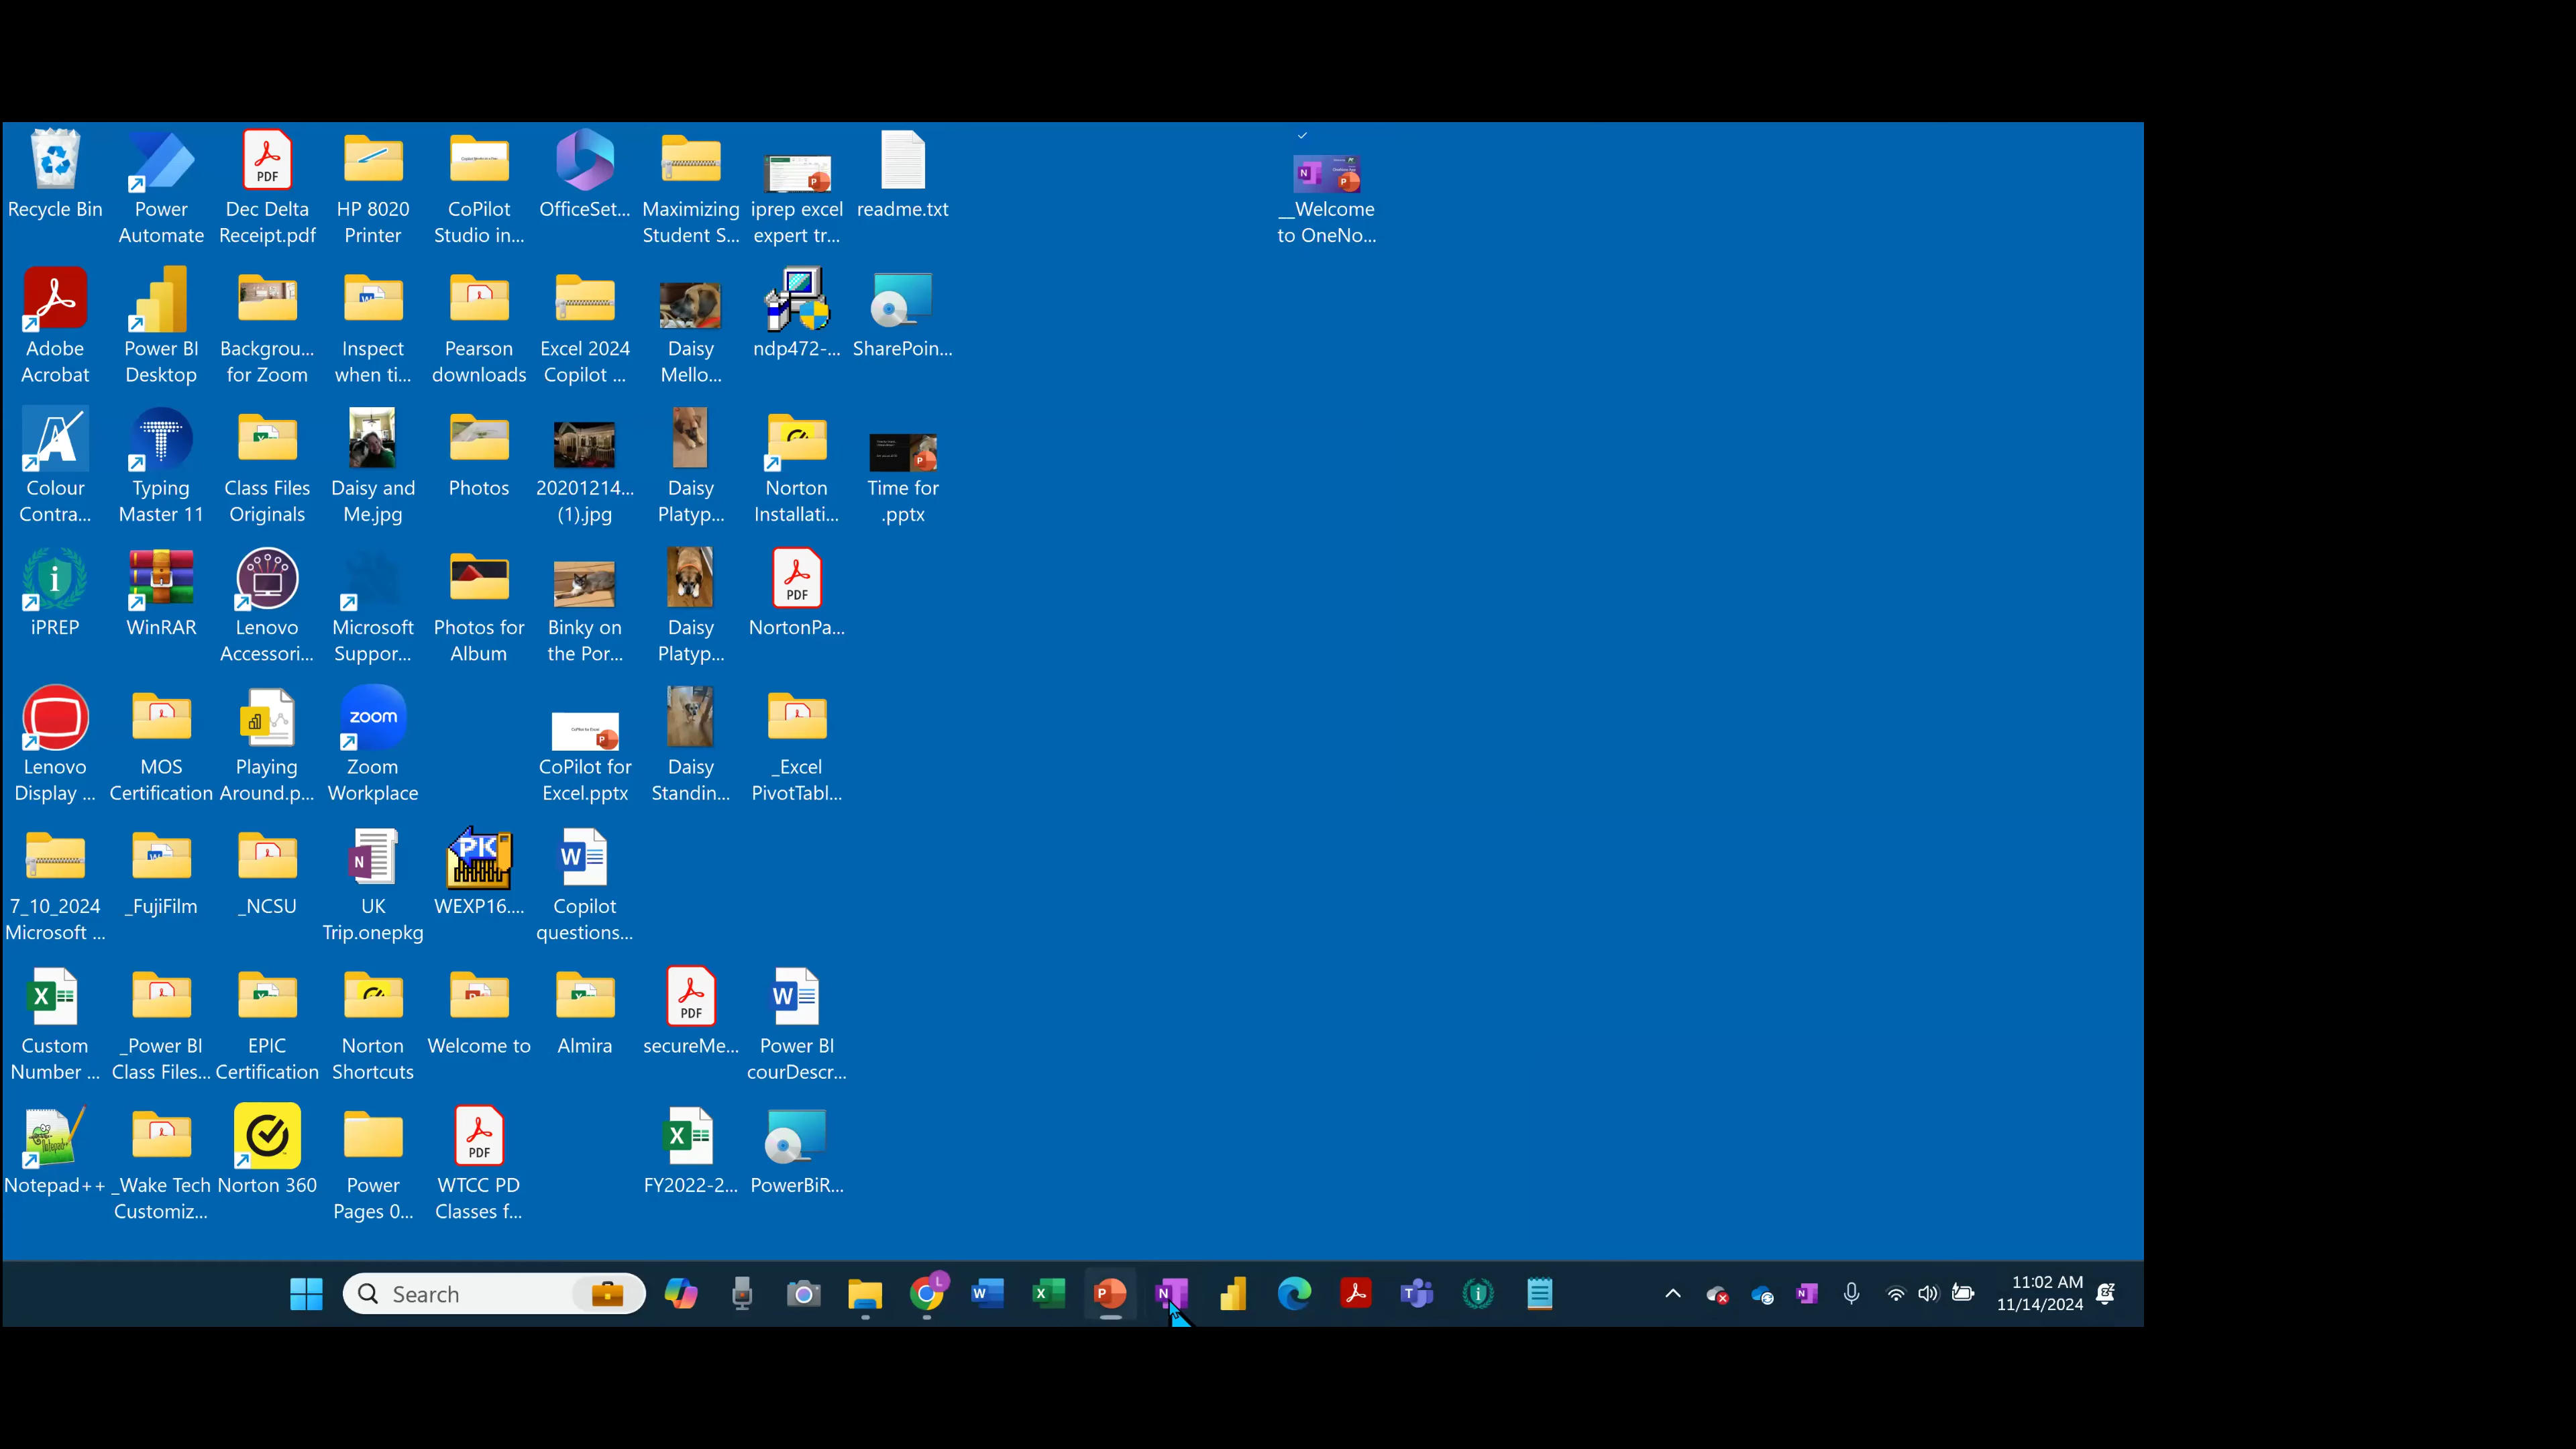 Recycle Bin
Power
Automate
Dec Delta
Receipt.pdf
HP 8020
Printer
CoPilot
Studio in...
OfficeSet...
Maximizing
Student S...
iprep excel
expert tr...
readme.txt
__Welcome
to OneNo...
Adobe
Acrobat
Power BI
Desktop
Backgrou...
for Zoom
Inspect
when ti...
Pearson
downloads
Excel 2024
Copilot ...
Daisy
Mello...
ndp472-...
SharePoin...
Colour
Contra...
Typing
Master 11
Class Files
Originals
Daisy and
Me.jpg
Photos
20201214...
(1).jpg
Daisy
Platyp...
Norton
Installati...
Time for
.pptx
iPREP
WinRAR
Lenovo
Accessori...
Microsoft
Suppor...
Photos for
Album
Binky on
the Por...
Daisy
Platyp...
PDF
NortonPa...
Lenovo
Display ...
MOS
Certification
Playing
Around.p...
zoom
Zoom
Workplace
CoPilot for
Excel.pptx
Daisy
Standin...
_Excel
PivotTabl...
7_10_2024
Microsoft ...
_FujiFilm
_NCSU
UK
Trip.onepkg
PK
WEXP16....
Copilot
questions...
Custom
Number ...
_Power BI
Class Files...
EPIC
Certification
Norton
Shortcuts
Welcome to
Almira
PDF
secureMe...
Power BI
courDescr...
Notepad++
_Wake Tech
Customiz...
Norton 360
Power
Pages 0...
PDF
WTCC PD
Classes f...
FY2022-2...
PowerBiR...
Search
11:02 AM
11/14/2024